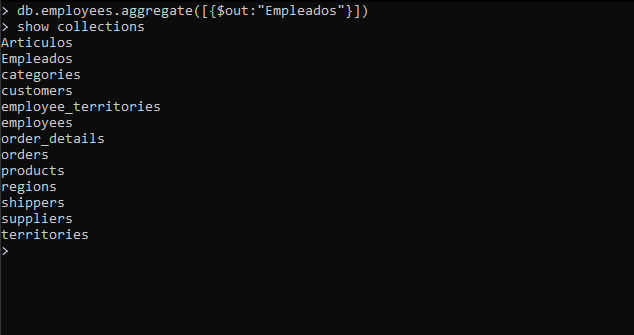 > db.employees.aggregate([{$out:"Empleados"}])
> show collections
Articulos
Empleados
categories
customers
employee_territories
employees
order_details
orders
products
regions
shippers
suppliers
territories
>